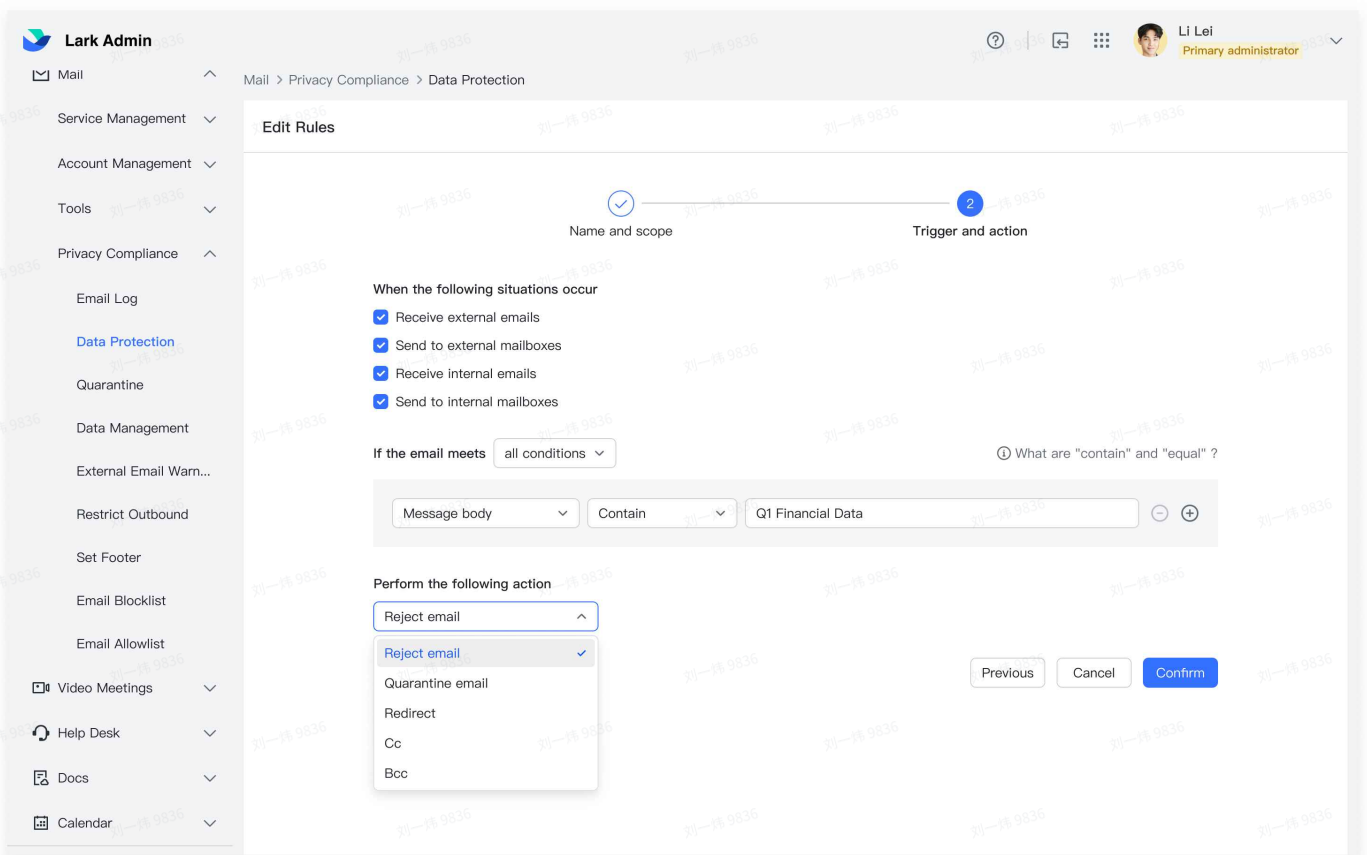 Lark Admin
Li Lei
Primary administrator
Mail
Service Management
Account Management
Tools
Privacy Compliance
Email Log
Data Protection
Quarantine
Data Management
External Email Warn...
Restrict Outbound
Set Footer
Email Blocklist
Email Allowlist
Video Meetings
Help Desk
Docs
Calendar
Mail > Privacy Compliance > Data Protection
Edit Rules
2
Name and scope
Trigger and action
When the following situations occur
Receive external emails
Send to external mailboxes
Receive internal emails
Send to internal mailboxes
If the email meets all conditions
What are "contain" and "equal" ?
Message body Contain Q1 Financial Data
Perform the following action
Reject email
Reject email
Quarantine email
Redirect
Cc
Bcc
Previous Cancel Confirm
刘一炜 9836